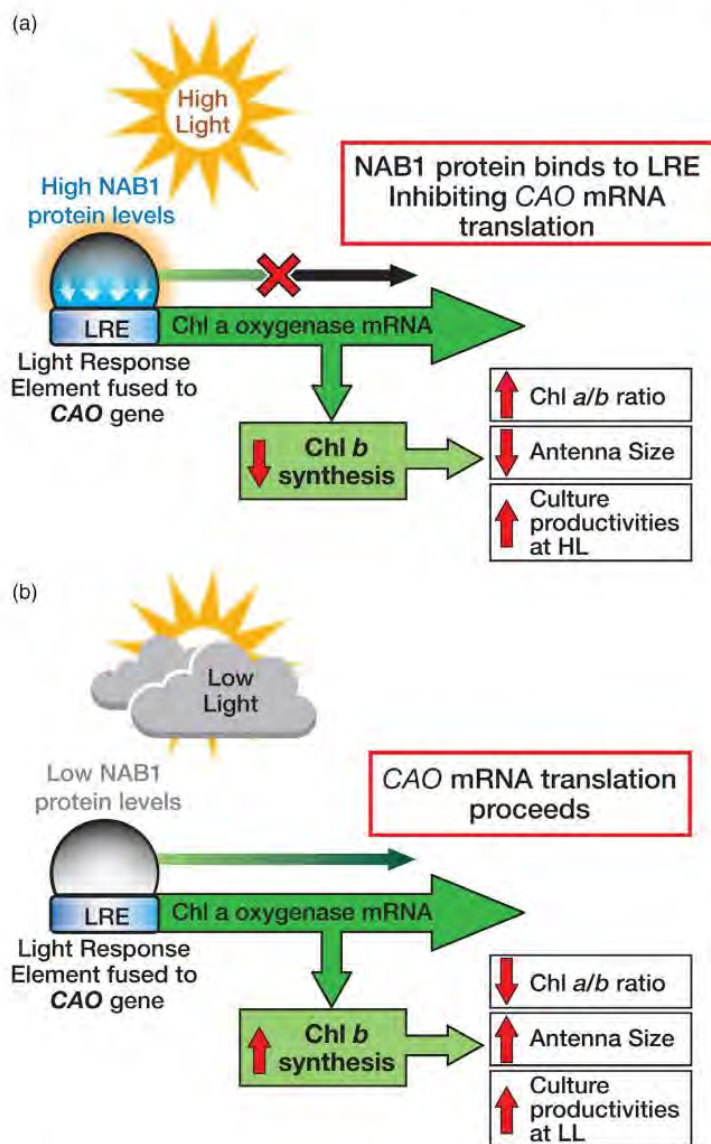 (a)
High
Light
High NAB1
protein levels
NAB1 protein binds to LRE
Inhibiting CAO mRNA
translation
LRE
Chl a oxygenase mRNA
Light Response
Element fused to
CAO gene
Chl b
synthesis
Chl a/b ratio
Antenna Size
Culture
productivities
at HL
(b)
Low
Light
Low NAB1
protein levels
CAO mRNA translation
proceeds
LRE
Chl a oxygenase mRNA
Light Response
Element fused to
CAO gene
Chl b
synthesis
Chl a/b ratio
Antenna Size
Culture
productivities
at LL